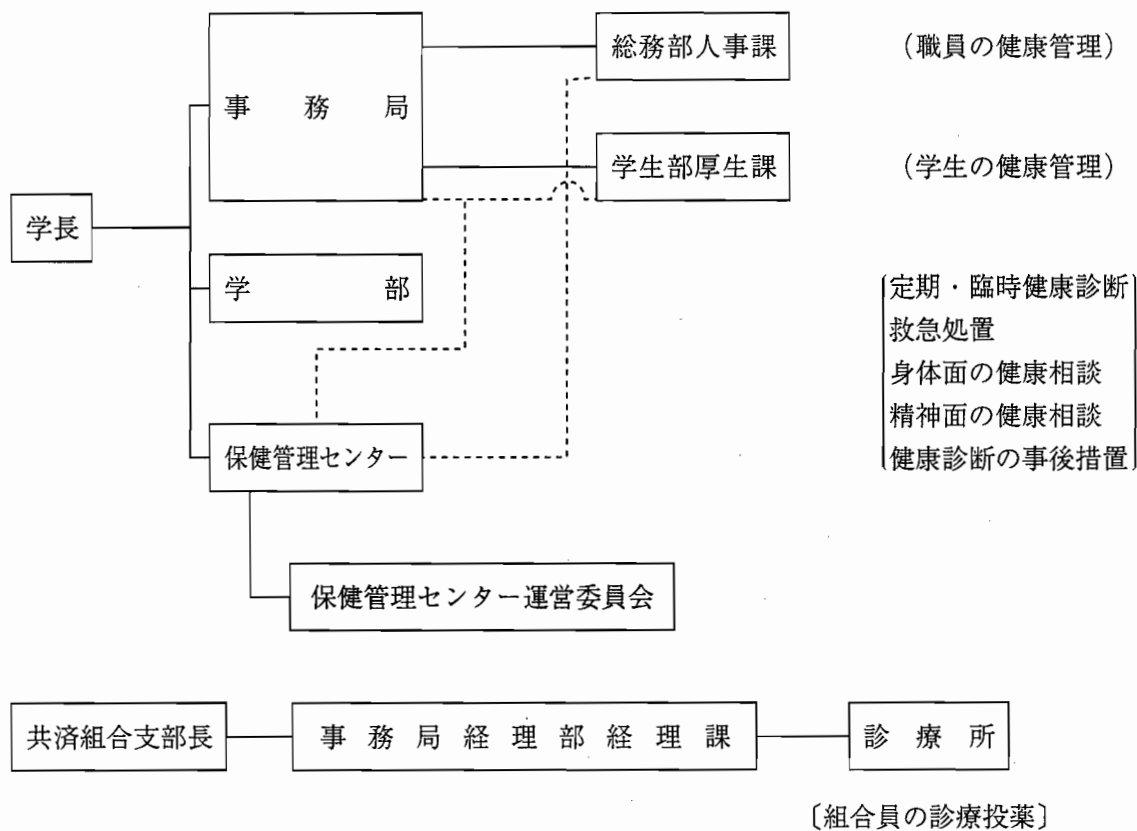 総務部人事課 (職員の健康管理)
事務局
学生部厚生課 (学生の健康管理)
学長
学部
定期・臨時健康診断
救急処置
身体面の健康相談
精神面の健康相談
保健管理センター
健康診断の事後措置
保健管理センター運営委員会
共済組合支部長 事務局経理部経理課 診療所
〔組合員の診療投薬〕